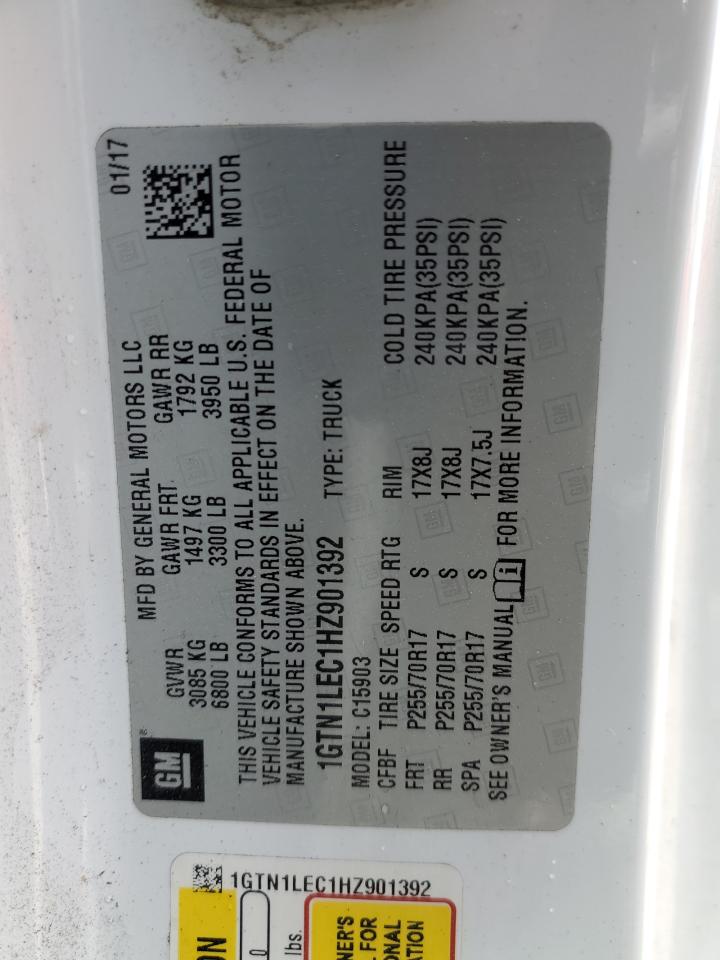 GM
MFD BY GENERAL MOTORS LLC 01/17
GVWR GAWR FRT GAWR RR
3085 KG 1497 KG 1792 KG
6800 LB 3300 LB 3950 LB
THIS VEHICLE CONFORMS TO ALL APPLICABLE U.S. FEDERAL MOTOR
VEHICLE SAFETY STANDARDS IN EFFECT ON THE DATE OF
MANUFACTURE SHOWN ABOVE.
1GTN1LEC1HZ901392 TYPE: TRUCK
MODEL: C15903
CFBF TIRE SIZE SPEED RTG RIM COLD TIRE PRESSURE
FRT P255/70R17 S 17X8J 240KPA(35PSI)
RR P255/70R17 S 17X8J 240KPA(35PSI)
SPA P255/70R17 S 17X7.5J 240KPA(35PSI)
SEE OWNER'S MANUAL i FOR MORE INFORMATION.
1GTN1LEC1HZ901392
ON
0
lbs.
NER'S
FOR
ONAL
TION